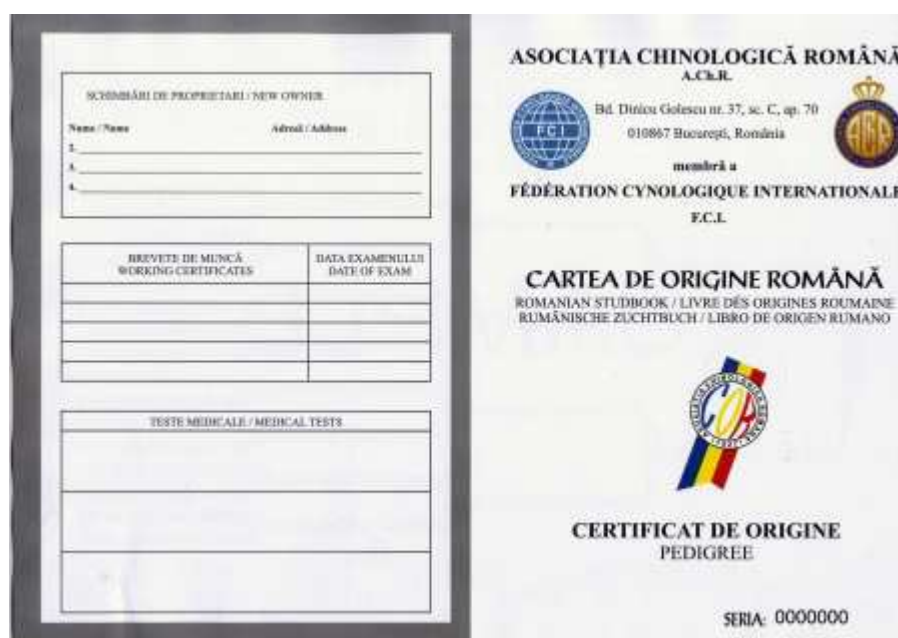 SCHIMBĂRI DE PROPRIETARI / NEW OWNER
Nume / Name Adresă / Address
2.
3.
4.
BREVETE DE MUNCĂ DATA EXAMENULUI
WORKING CERTIFICATES DATE OF EXAM
TESTE MEDICALE / MEDICAL TESTS
ASOCIAȚIA CHINOLOGICĂ ROMÂNĂ
A.Ch.R.
Bd. Dinicu Golescu nr. 37, sc. C, ap. 70
010867 București, România
FCI
membră a
FÉDÉRATION CYNOLOGIQUE INTERNATIONALE
F.C.I.
CARTEA DE ORIGINE ROMÂNĂ
ROMANIAN STUDBOOK / LIVRE DES ORIGINES ROUMAINE
RUMÄNISCHE ZUCHTBUCH / LIBRO DE ORIGEN RUMANO
COR
CERTIFICAT DE ORIGINE
PEDIGREE
SERIA: 0000000